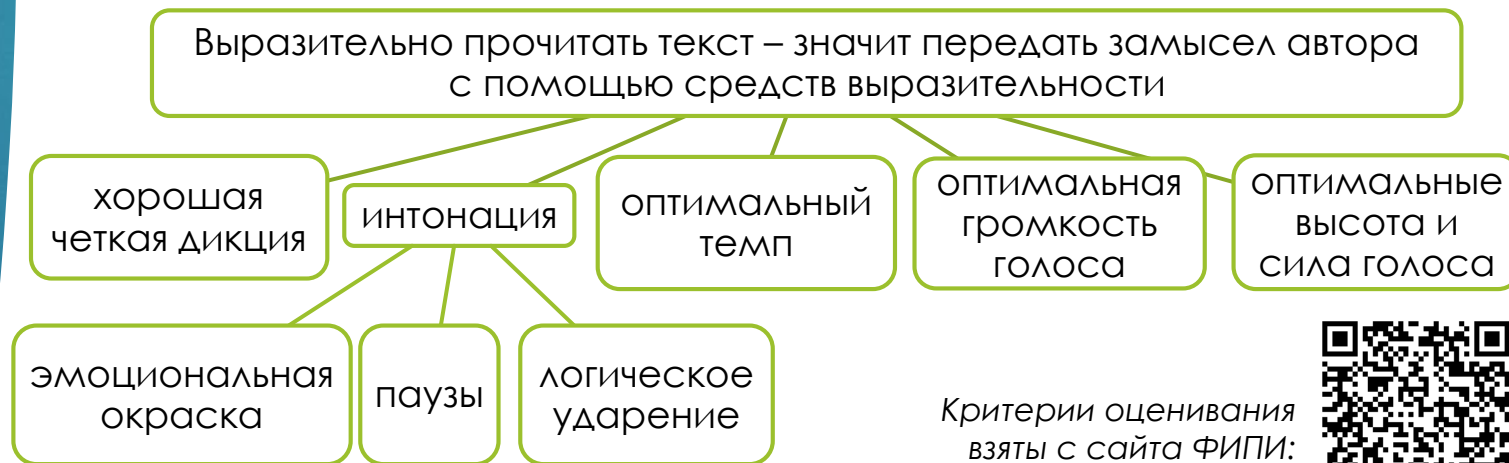 Выразительно прочитать текст – значит передать замысел автора
с помощью средств выразительности
хорошая
четкая дикция
интонация
оптимальный
темп
оптимальная
громкость
голоса
оптимальные
высота и
сила голоса
эмоциональная
окраска
паузы
логическое
ударение
Критерии оценивания
взяты с сайта ФИПИ: